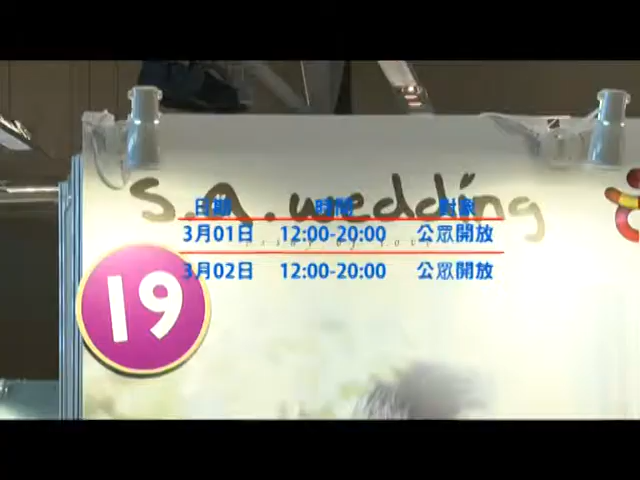 s.a. wedding
日期 時間 對象
3月01日 12:00-20:00 公眾開放
3月02日 12:00-20:00 公眾開放
19